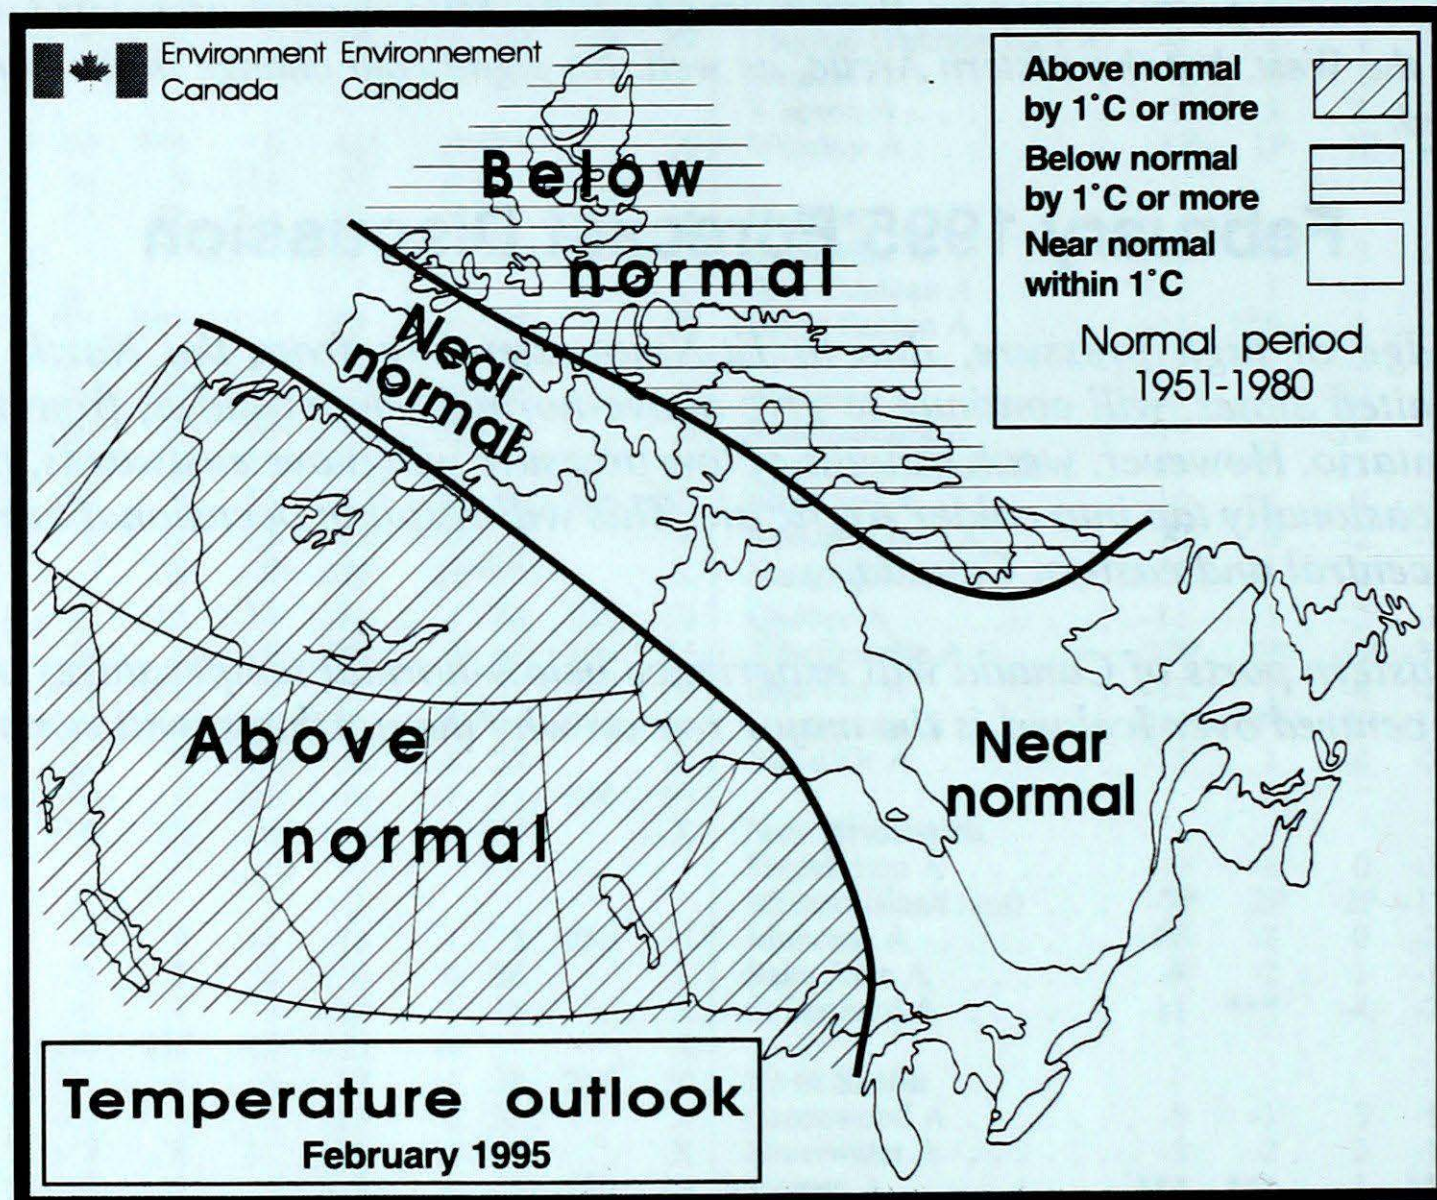 Environment Environnement
Canada Canada
Above normal
by 1°C or more
Below normal
by 1°C or more
Near normal
within 1°C
Normal period
1951-1980
Below
normal
Near
normal
Above
normal
Near
normal
Temperature outlook
February 1995